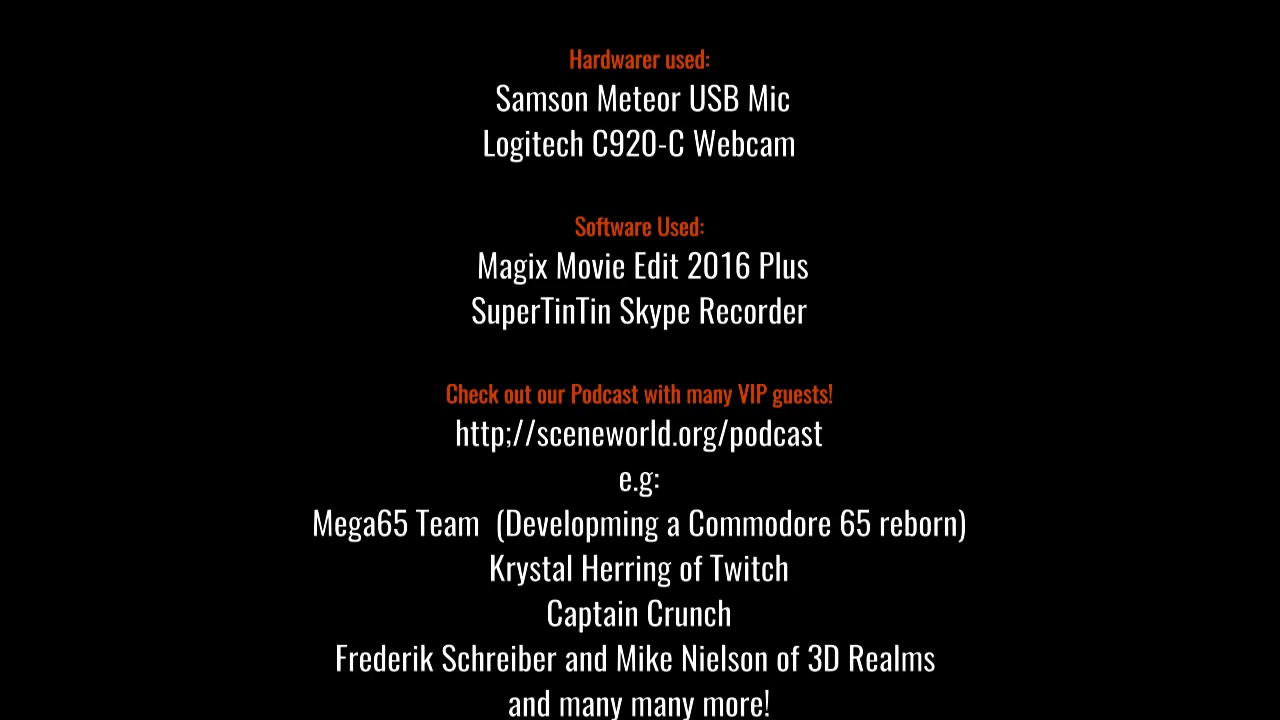 Hardwarer used:
Samson Meteor USB Mic
Logitech C920-C Webcam
Software Used:
Magix Movie Edit 2016 Plus
SuperTinTin Skype Recorder
Check out our Podcast with many VIP guests!
http;//sceneworld.org/podcast
e.g:
Mega65 Team (Developming a Commodore 65 reborn)
Krystal Herring of Twitch
Captain Crunch
Frederik Schreiber and Mike Nielson of 3D Realms
and many many more!